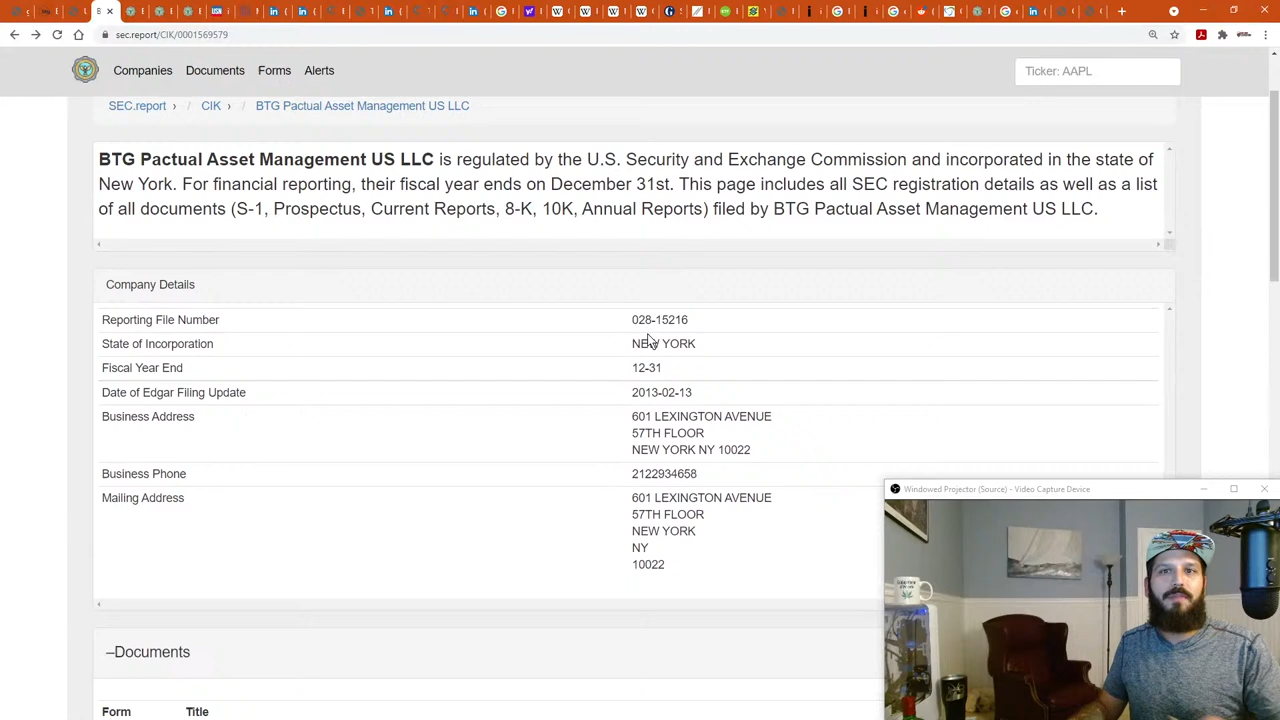 sec.report/CIK/0001569579
Companies Documents Forms Alerts
Ticker: AAPL
SEC.report › / CIK › / BTG Pactual Asset Management US LLC
BTG Pactual Asset Management US LLC is regulated by the U.S. Security and Exchange Commission and incorporated in the state of
New York. For financial reporting, their fiscal year ends on December 31st. This page includes all SEC registration details as well as a list
of all documents (S-1, Prospectus, Current Reports, 8-K, 10K, Annual Reports) filed by BTG Pactual Asset Management US LLC.
Company Details
Reporting File Number 028-15216
State of Incorporation NEW YORK
Fiscal Year End 12-31
Date of Edgar Filing Update 2013-02-13
Business Address 601 LEXINGTON AVENUE
57TH FLOOR
NEW YORK NY 10022
Business Phone 2122934658
Mailing Address 601 LEXINGTON AVENUE
57TH FLOOR
NEW YORK
NY
10022
Windowed Projector (Source) - Video Capture Device
–Documents
Form Title